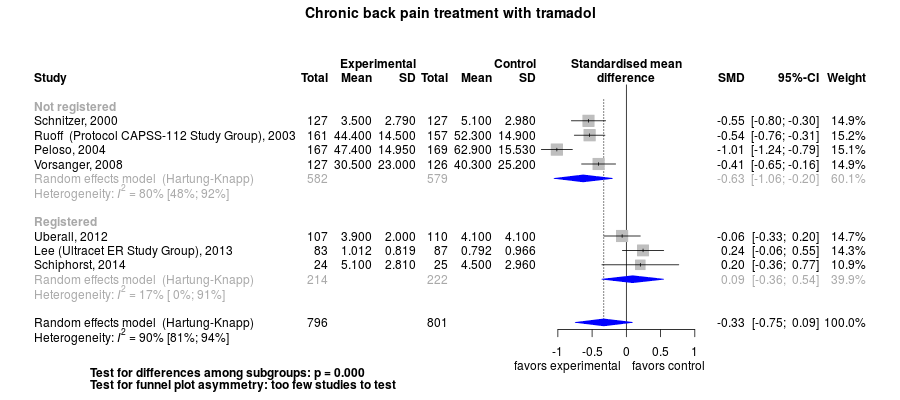 Chronic back pain treatment with tramadol
Experimental Control Standardised mean
Study Total Mean SD Total Mean SD difference SMD 95%-CI Weight
Not registered
Schnitzer, 2000 127 3.500 2.790 127 5.100 2.980 -0.55 [-0.80; -0.30] 14.9%
Ruoff (Protocol CAPSS-112 Study Group), 2003 161 44.400 14.500 157 52.300 14.900 -0.54 [-0.76; -0.31] 15.2%
Peloso, 2004 167 47.400 14.950 169 62.900 15.530 -1.01 [-1.24; -0.79] 15.1%
Vorsanger, 2008 127 30.500 23.000 126 40.300 25.200 -0.41 [-0.65; -0.16] 14.9%
Random effects model (Hartung-Knapp) 582 579 -0.63 [-1.06; -0.20] 60.1%
Heterogeneity: I² = 80% [48%; 92%]
Registered
Uberall, 2012 107 3.900 2.000 110 4.100 4.100 -0.06 [-0.33; 0.20] 14.7%
Lee (Ultracet ER Study Group), 2013 83 1.012 0.819 87 0.792 0.966 0.24 [-0.06; 0.55] 14.3%
Schiphorst, 2014 24 5.100 2.810 25 4.500 2.960 0.20 [-0.36; 0.77] 10.9%
Random effects model (Hartung-Knapp) 214 222 0.09 [-0.36; 0.54] 39.9%
Heterogeneity: I² = 17% [ 0%; 91%]
Random effects model (Hartung-Knapp) 796 801 -0.33 [-0.75; 0.09] 100.0%
Heterogeneity: I² = 90% [81%; 94%]
-1 -0.5 0 0.5 1
favors experimental favors control
Test for differences among subgroups: p = 0.000
Test for funnel plot asymmetry: too few studies to test